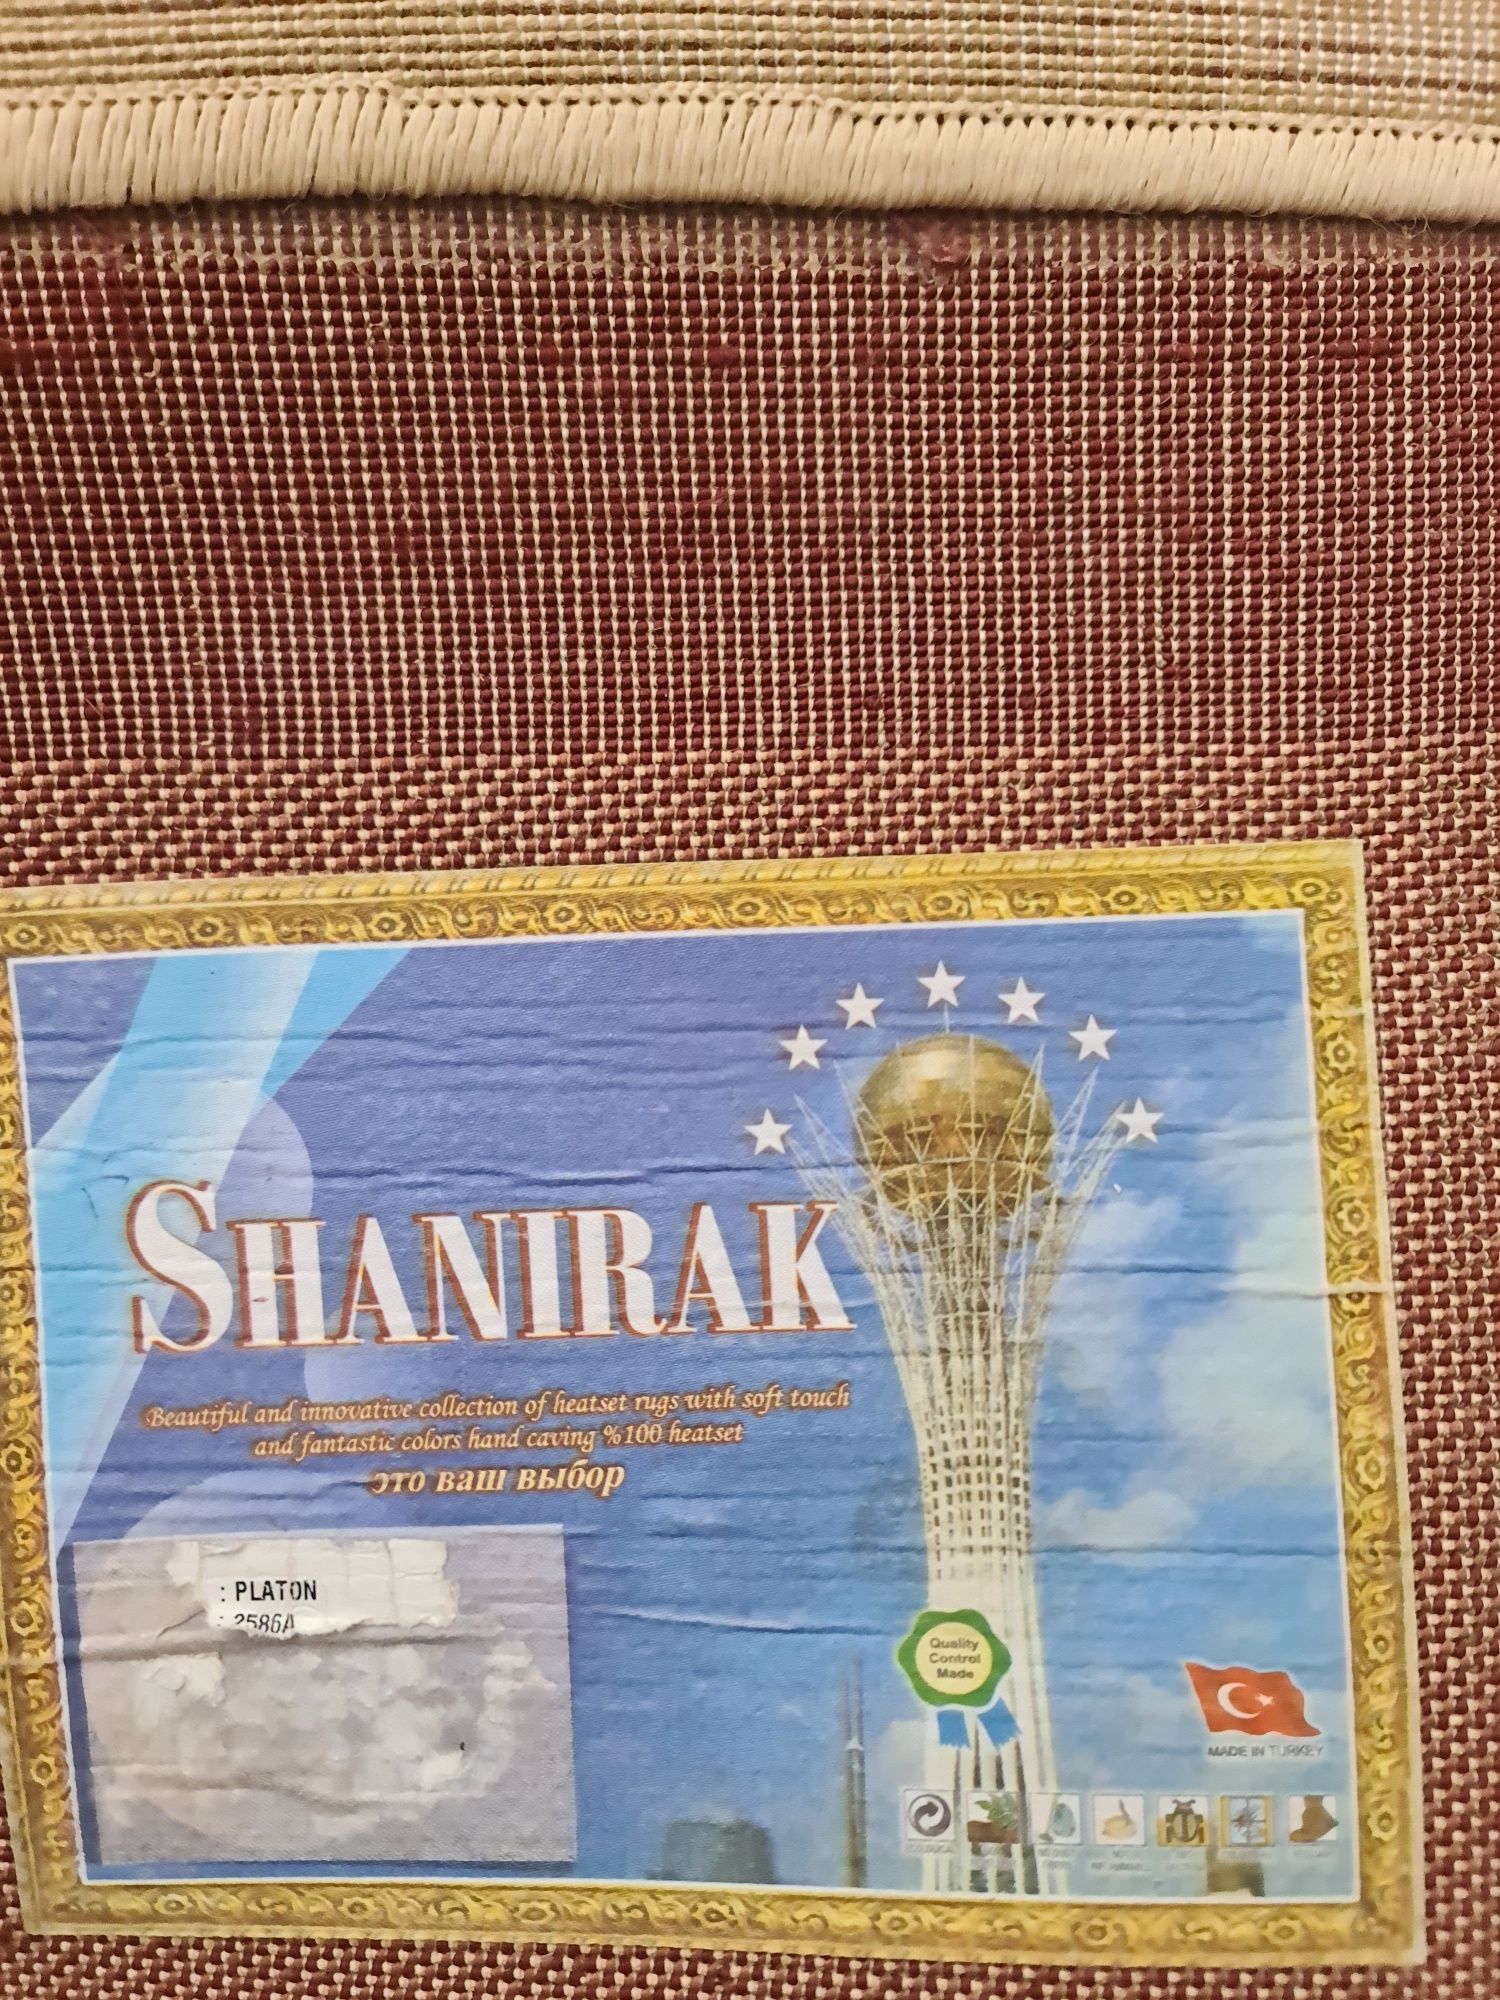 SHANIRAK
Beautiful and innovative collection of heatset rugs with soft touch
and fantastic colors hand caving %100 heatset
это ваш выбор
: PLATON
: 2586A
Quality
Control
Made
MADE IN TURKEY